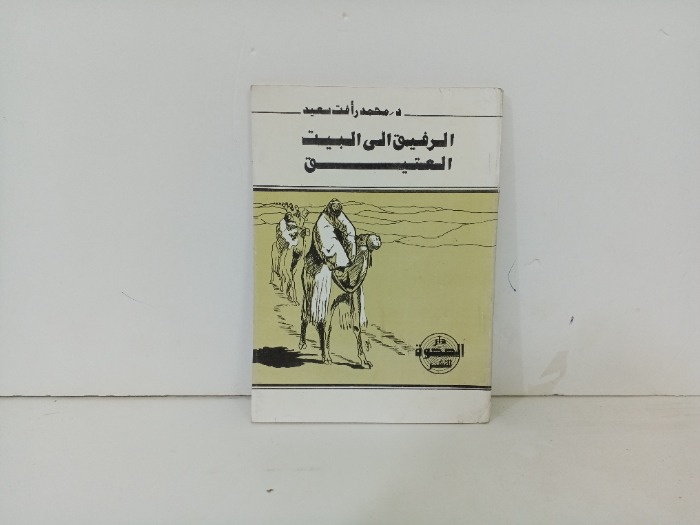 د. محمد رأفت سعيد
الرفيق الى البيت
العتيق
دار
الصحوة
للنشر